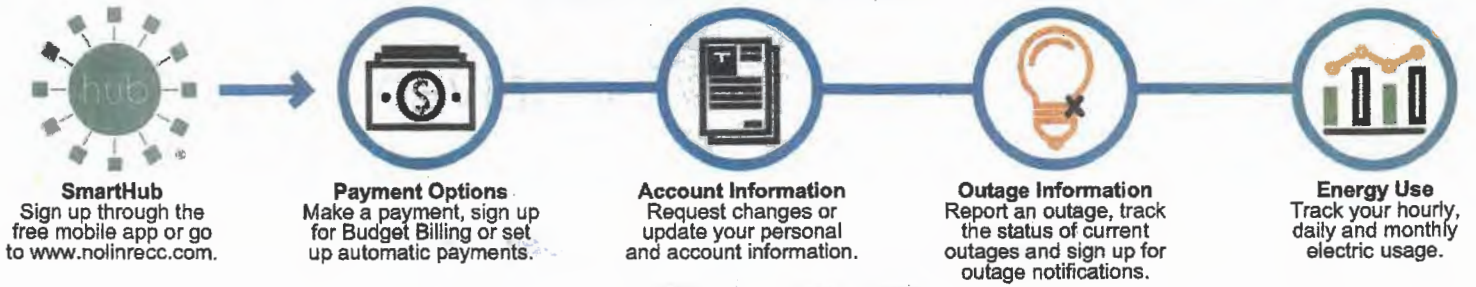 hub
®
SmartHub
Sign up through the
free mobile app or go
to www.nolinrecc.com.
$
Payment Options
Make a payment, sign up
for Budget Billing or set
up automatic payments.
T
Account Information
Request changes or
update your personal
and account information.
Outage Information
Report an outage, track
the status of current
outages and sign up for
outage notifications.
Energy Use
Track your hourly,
daily and monthly
electric usage.